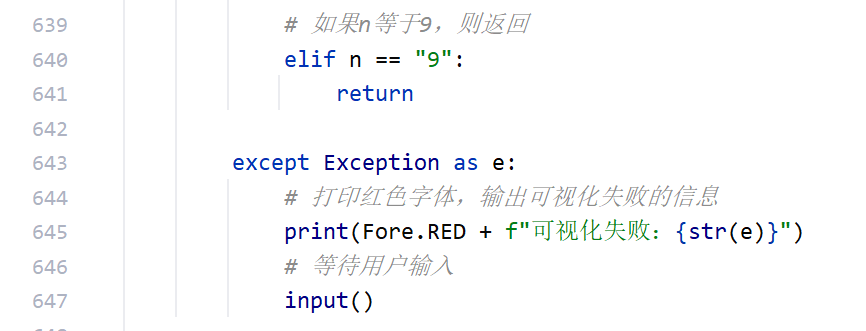 639 # 如果n等于9，则返回
640 elif n == "9":
641 return
642
643 except Exception as e:
644 # 打印红色字体，输出可视化失败的信息
645 print(Fore.RED + f"可视化失败：{str(e)}")
646 # 等待用户输入
647 input()